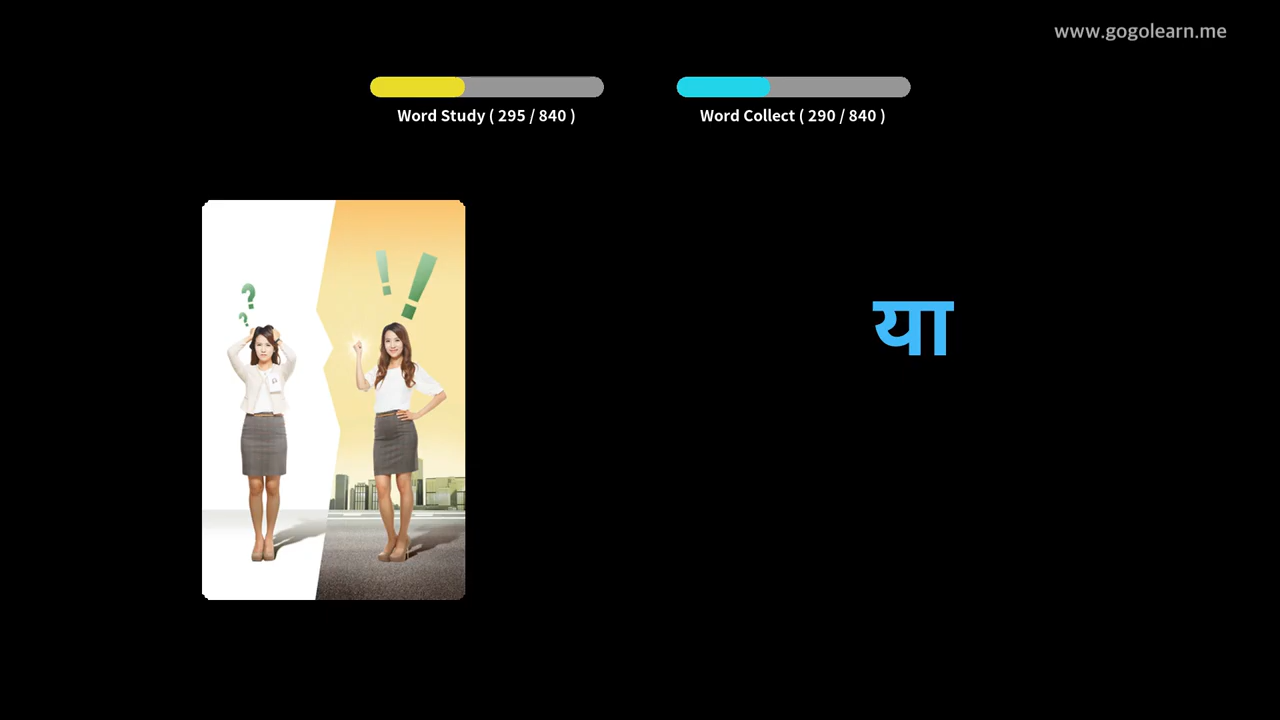 www.gogolearn.me
Word Study ( 295 / 840 )
Word Collect ( 290 / 840 )
? ? ! !
या